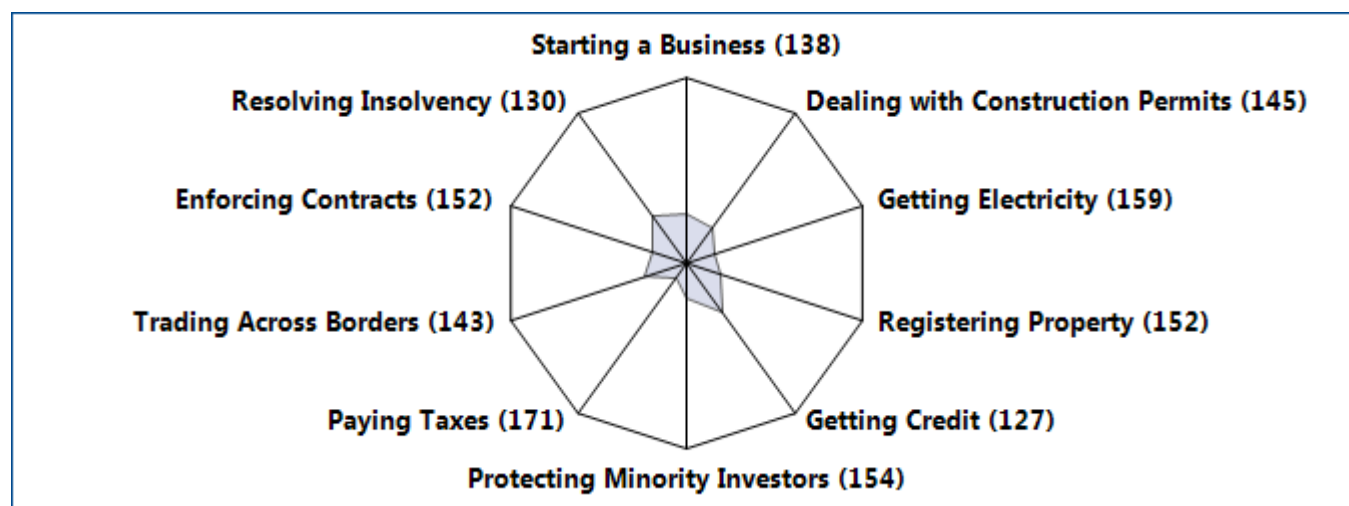 Starting a Business (138)
Resolving Insolvency (130)
Dealing with Construction Permits (145)
Enforcing Contracts (152)
Getting Electricity (159)
Trading Across Borders (143)
Registering Property (152)
Paying Taxes (171)
Getting Credit (127)
Protecting Minority Investors (154)